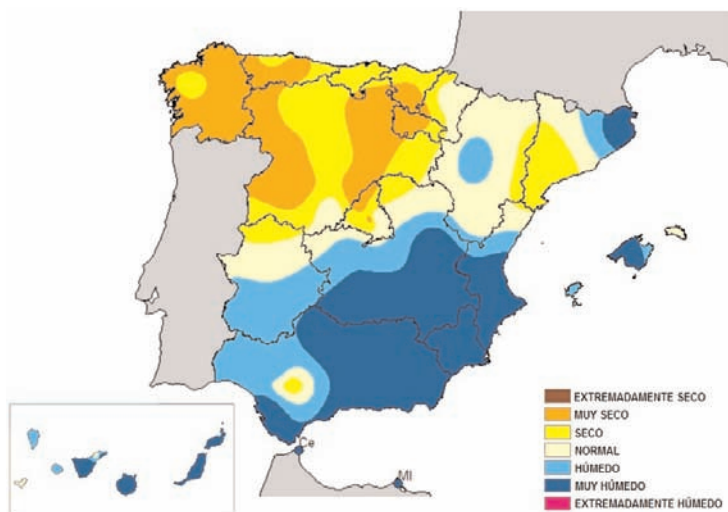 EXTREMADAMENTE SECO
MUY SECO
SECO
NORMAL
HÚMEDO
MUY HÚMEDO
EXTREMADAMENTE HÚMEDO
Ce
Ml